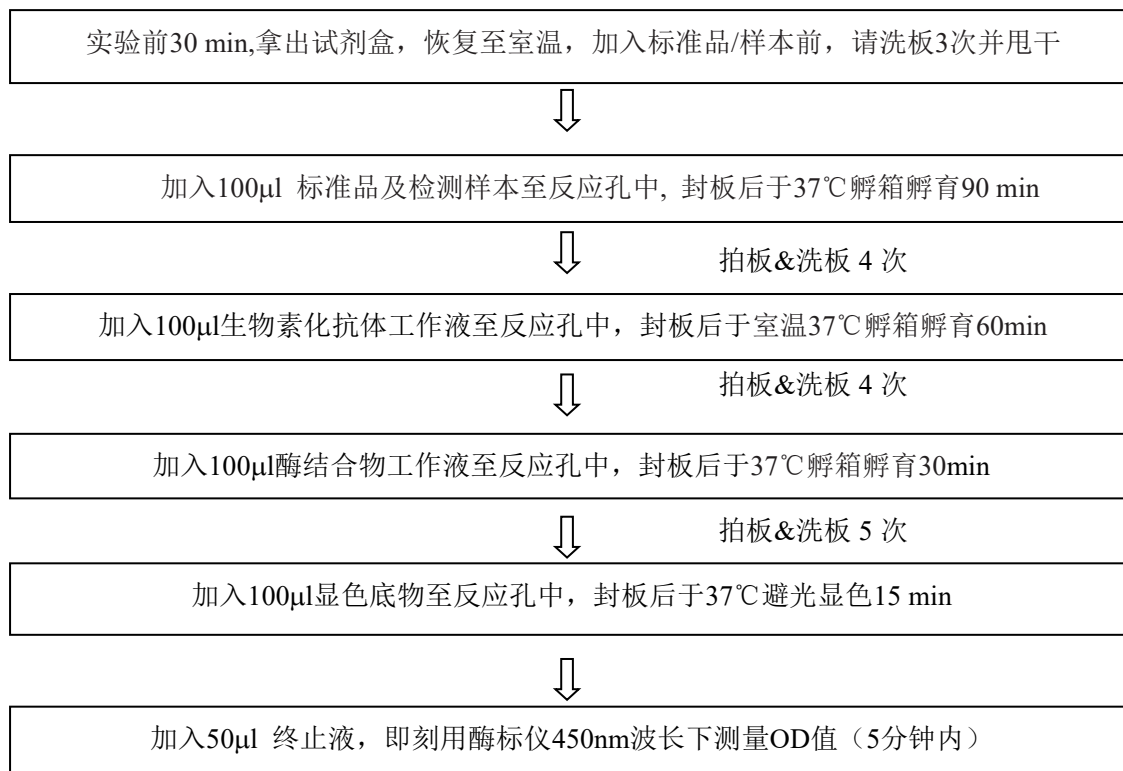 实验前30 min,拿出试剂盒，恢复至室温，加入标准品/样本前，请洗板3次并甩干
加入100μl 标准品及检测样本至反应孔中, 封板后于37℃孵箱孵育90 min
拍板&洗板 4 次
加入100μl生物素化抗体工作液至反应孔中，封板后于室温37℃孵箱孵育60min
拍板&洗板 4 次
加入100μl酶结合物工作液至反应孔中，封板后于37℃孵箱孵育30min
拍板&洗板 5 次
加入100μl显色底物至反应孔中，封板后于37℃避光显色15 min
加入50μl 终止液，即刻用酶标仪450nm波长下测量OD值（5分钟内）